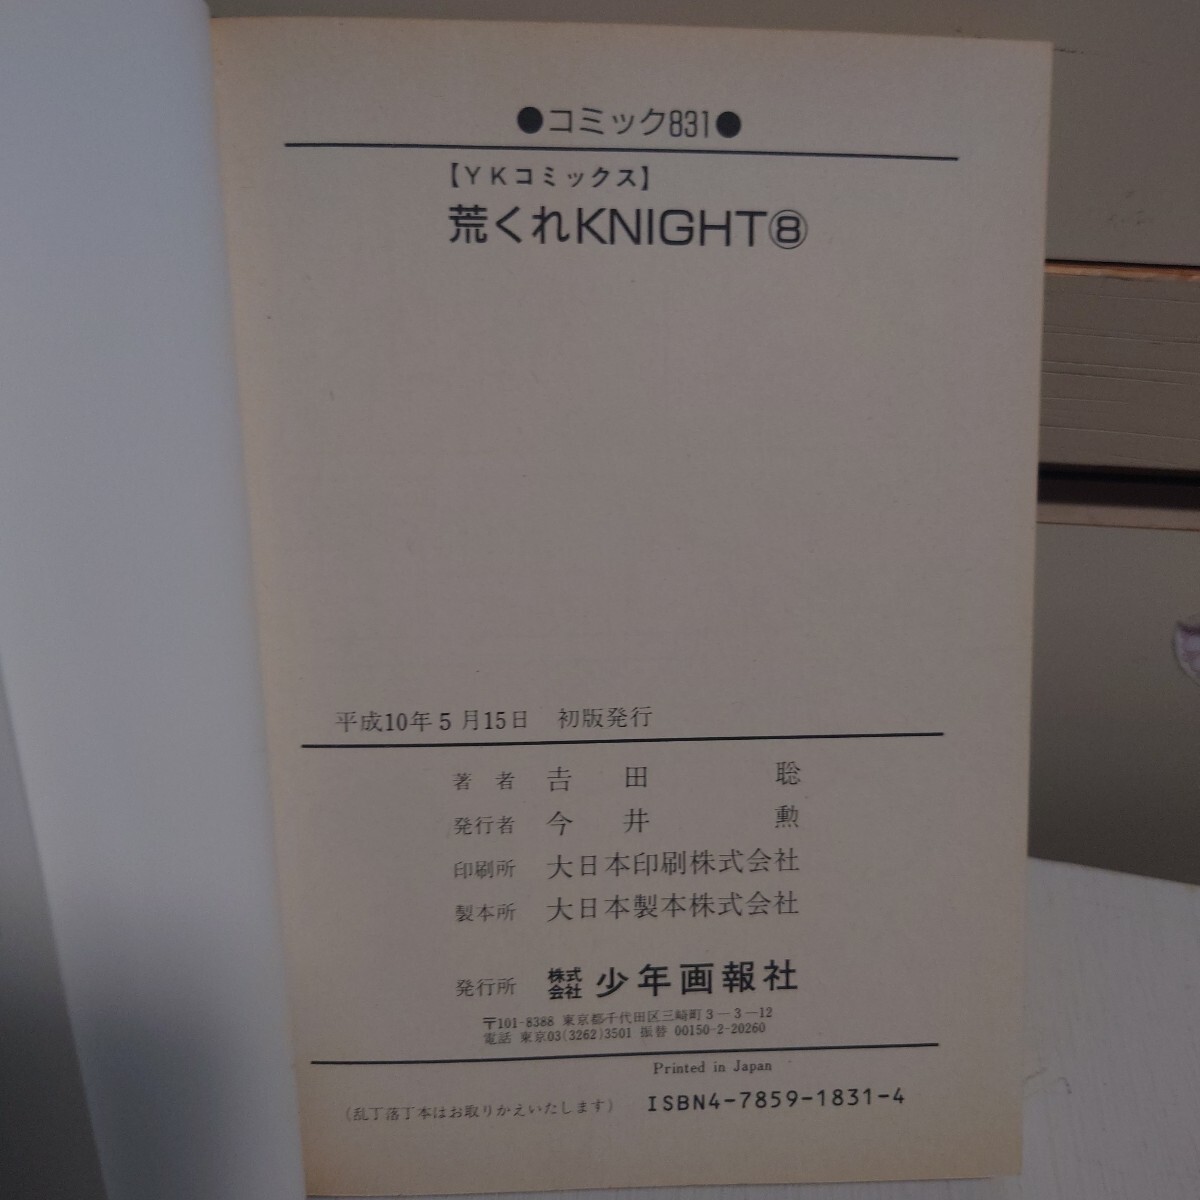 ●コミック831●
【YKコミックス】
荒くれKNIGHT⑧
平成10年5月15日 初版発行
著者 吉田聡
発行者 今井勲
印刷所 大日本印刷株式会社
製本所 大日本製本株式会社
発行所 株式会社 少年画報社
〒101-8388 東京都千代田区三崎町3-3-12
電話 東京03(3262)3501 振替 00150-2-20260
Printed in Japan
(乱丁落丁本はお取りかえいたします) ISBN4-7859-1831-4